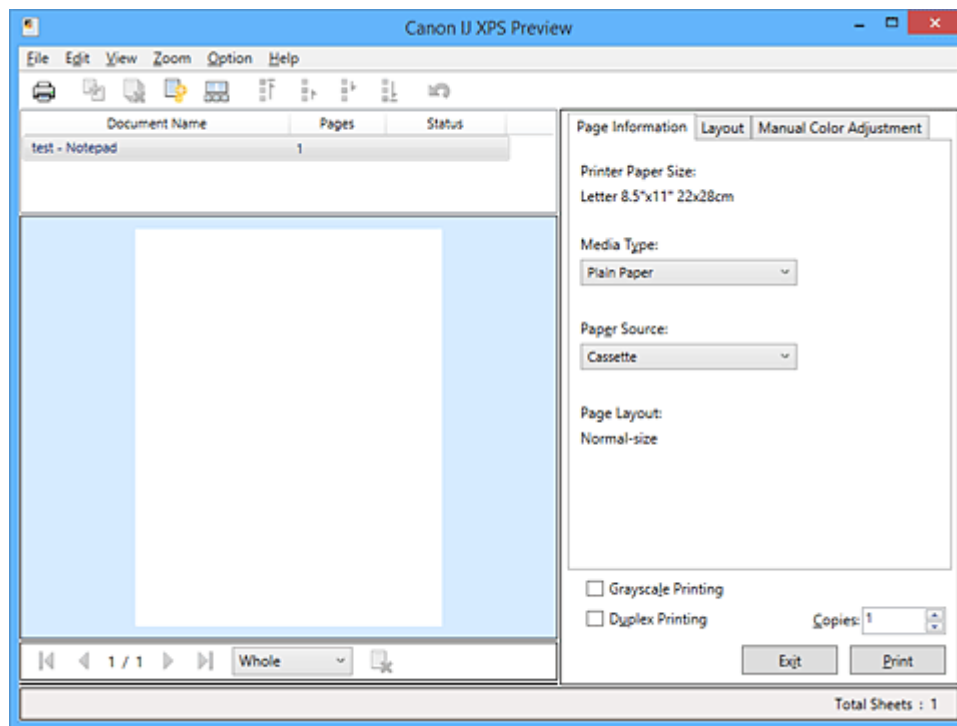 Canon IJ XPS Preview
File Edit View Zoom Option Help
Document Name Pages Status
test - Notepad 1
Page Information Layout Manual Color Adjustment
Printer Paper Size:
Letter 8.5"x11" 22x28cm
Media Type:
Plain Paper
Paper Source:
Cassette
Page Layout:
Normal-size
Grayscale Printing
Duplex Printing
Copies: 1
1 / 1
Whole
Exit Print
Total Sheets : 1